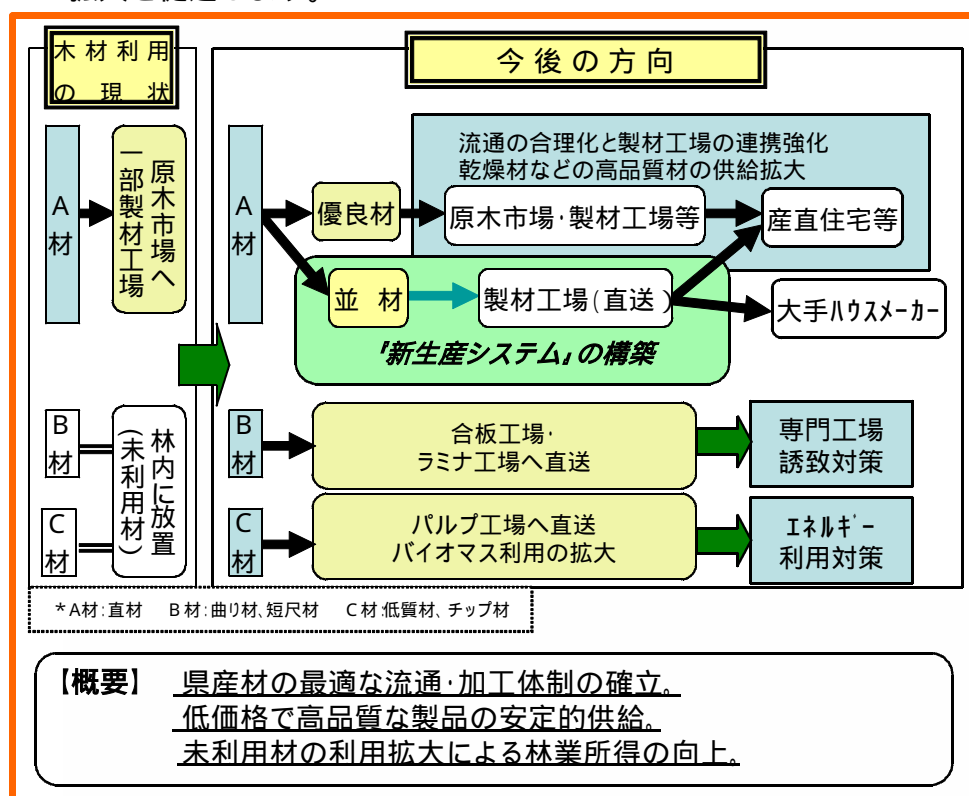 木材利用
の現状
今後の方向
A
材
原木市場へ
一部製材工場
A
材
優良材
流通の合理化と製材工場の連携強化
乾燥材などの高品質材の供給拡大
原木市場・製材工場等
産直住宅等
並材
製材工場(直送)
大手ﾊｳｽﾒｰｶｰ
『新生産システム』の構築
B
材
C
材
林内に放置
(未利用材)
B
材
合板工場・
ラミナ工場へ直送
専門工場
誘致対策
C
材
パルプ工場へ直送
バイオマス利用の拡大
ｴﾈﾙｷﾞｰ
利用対策
*A材:直材 B材:曲り材、短尺材 C材:低質材、チップ材
【概要】 県産材の最適な流通・加工体制の確立。
低価格で高品質な製品の安定的供給。
未利用材の利用拡大による林業所得の向上。